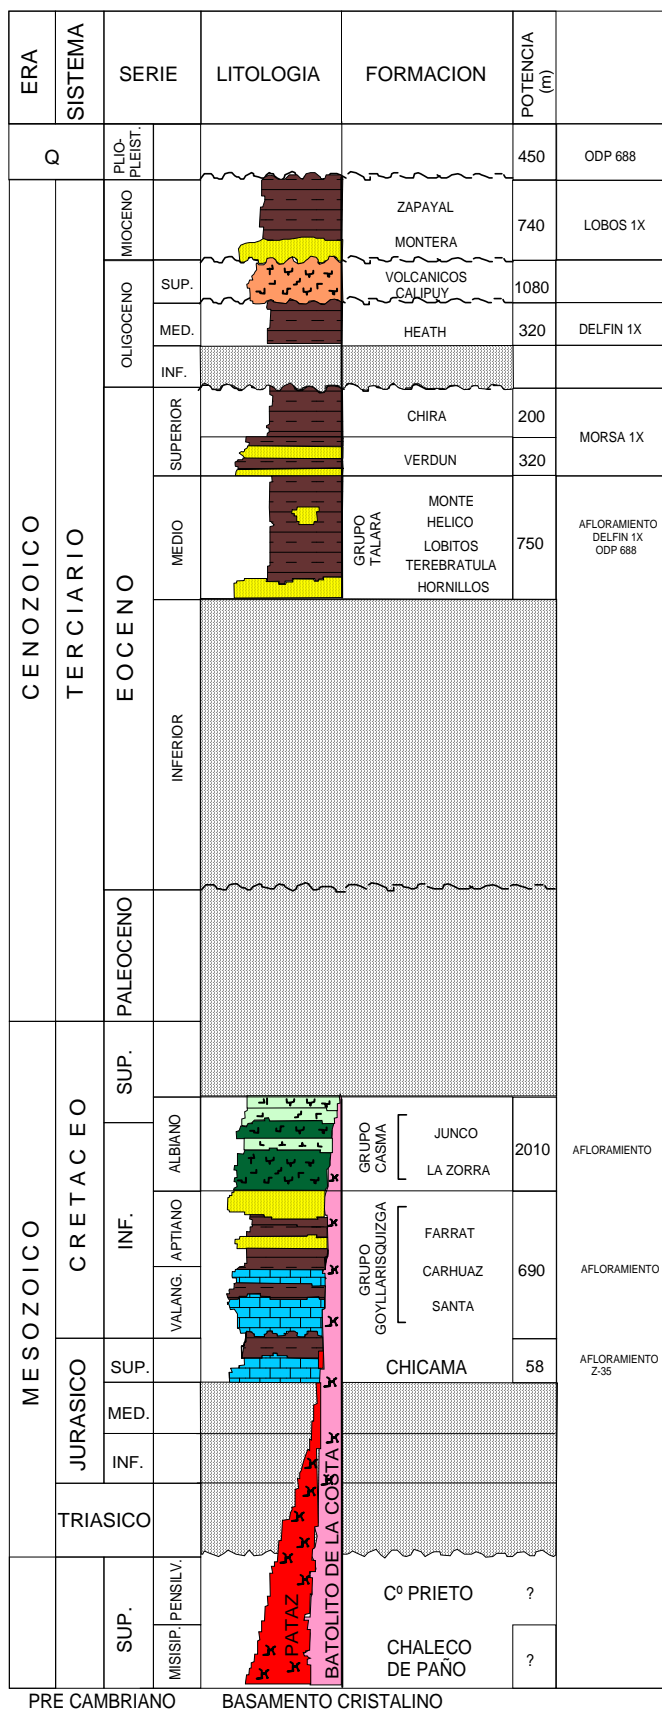 ERA
SISTEMA
SERIE
LITOLOGIA
FORMACION
POTENCIA
(m)
Q
PLIO-
PLEIST.
450
ODP 688
CENOZOICO
TERCIARIO
MIOCENO
ZAPAYAL
MONTERA
740
LOBOS 1X
OLIGOCENO
SUP.
VOLCANICOS
CALIPUY
1080
MED.
HEATH
320
DELFIN 1X
INF.
EOCENO
SUPERIOR
CHIRA
200
MORSA 1X
VERDUN
320
MEDIO
GRUPO
TALARA
MONTE
HELICO
LOBITOS
TEREBRATULA
HORNILLOS
750
AFLORAMIENTO
DELFIN 1X
ODP 688
INFERIOR
PALEOCENO
MESOZOICO
CRETACEO
SUP.
INF.
ALBIANO
GRUPO
CASMA
JUNCO
LA ZORRA
2010
AFLORAMIENTO
APTIANO
VALANG.
GRUPO
GOYLLARISQUIZGA
FARRAT
CARHUAZ
SANTA
690
AFLORAMIENTO
JURASICO
SUP.
CHICAMA
58
AFLORAMIENTO
Z-35
MED.
INF.
TRIASICO
SUP.
PENSILV.
Cº PRIETO
?
MISISIP.
CHALECO
DE PAÑO
?
PATAZ
BATOLITO DE LA COSTA
PRE CAMBRIANO
BASAMENTO CRISTALINO